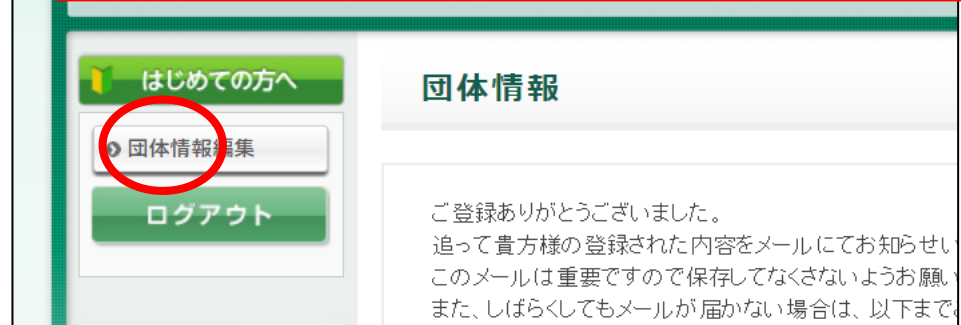 はじめての方へ
団体情報編集
ログアウト
団体情報
ご登録ありがとうございました。
追って貴方様の登録された内容をメールにてお知らせい
このメールは重要ですので保存してなくさないようお願い
また、しばらくしてもメールが届かない場合は、以下まで